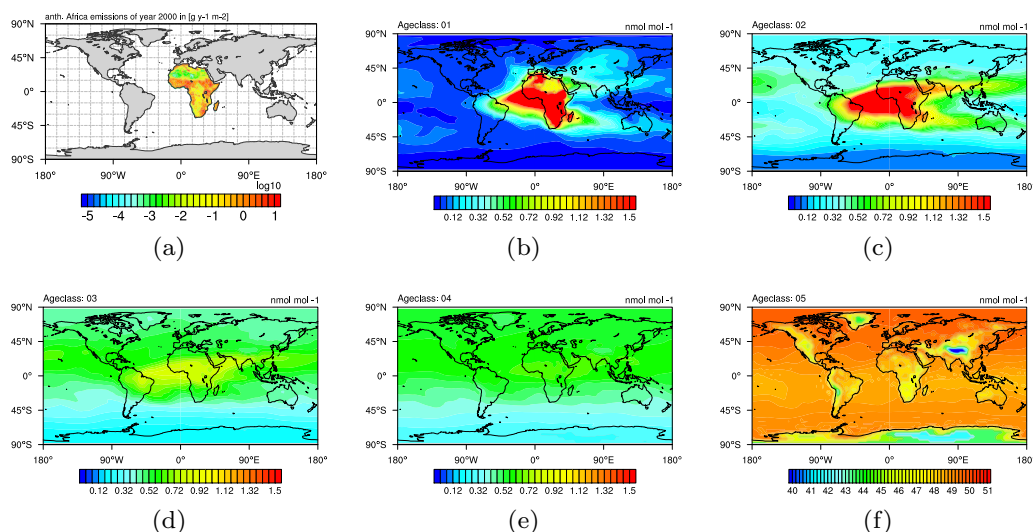 anth. Africa emissions of year 2000 in [g y-1 m-2]
90°N
45°N
0°
45°S
90°S
180° 90°W 0° 90°E 180°
log10
-5 -4 -3 -2 -1 0 1
(a)
Ageclass: 01 nmol mol -1
90°N
45°N
0°
45°S
90°S
180° 90°W 0° 90°E 180°
0.12 0.32 0.52 0.72 0.92 1.12 1.32 1.5
(b)
Ageclass: 02 nmol mol -1
90°N
45°N
0°
45°S
90°S
180° 90°W 0° 90°E 180
0.12 0.32 0.52 0.72 0.92 1.12 1.32 1.5
(c)
Ageclass: 03 nmol mol -1
90°N
45°N
0°
45°S
90°S
180° 90°W 0° 90°E 180°
0.12 0.32 0.52 0.72 0.92 1.12 1.32 1.5
(d)
Ageclass: 04 nmol mol -1
90°N
45°N
0°
45°S
90°S
180° 90°W 0° 90°E 180°
0.12 0.32 0.52 0.72 0.92 1.12 1.32 1.5
(e)
Ageclass: 05 nmol mol -1
90°N
45°N
0°
45°S
90°S
180° 90°W 0° 90°E 180
40 41 42 43 44 45 46 47 48 49 50 51
(f)